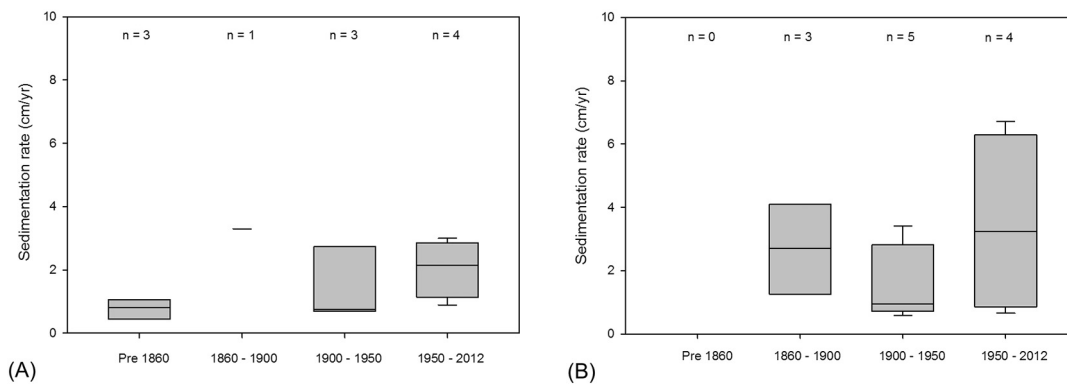 10
8
6
4
2
0
Sedimentation rate (cm/yr)
n = 3 n = 1 n = 3 n = 4
Pre 1860 1860 - 1900 1900 - 1950 1950 - 2012
(A)
10
8
6
4
2
0
Sedimentation rate (cm/yr)
n = 0 n = 3 n = 5 n = 4
Pre 1860 1860 - 1900 1900 - 1950 1950 - 2012
(B)